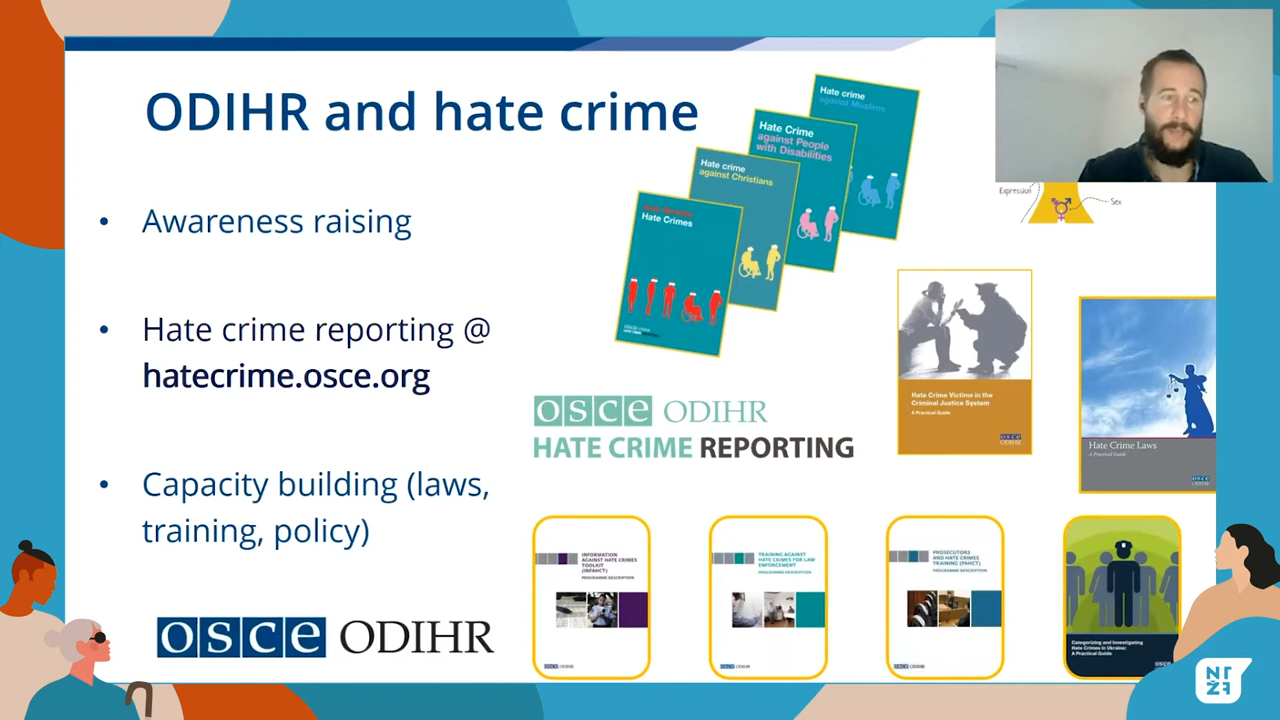 ODIHR and hate crime
• Awareness raising
• Hate crime reporting @
hatecrime.osce.org
• Capacity building (laws,
training, policy)
osce ODIHR
Hate crime
against Muslims
Hate Crime
against People
with Disabilities
Hate crime
against Christians
Hate Crimes
Expression
Sex
osce ODIHR
HATE CRIME REPORTING
Hate Crime Victims in the
Criminal Justice System
A Practical Guide
Hate Crime Laws
A Practical Guide
INFORMATION
AGAINST HATE CRIMES
TOOLKIT
(INFAHCT)
PROGRAMME DESCRIPTION
TRAINING AGAINST
HATE CRIMES FOR LAW
ENFORCEMENT
PROGRAMME DESCRIPTION
PROSECUTORS
AND HATE CRIMES
TRAINING (PAHCT)
PROGRAMME DESCRIPTION
Categorizing and Investigating
Hate Crimes in Ukraine:
A Practical Guide